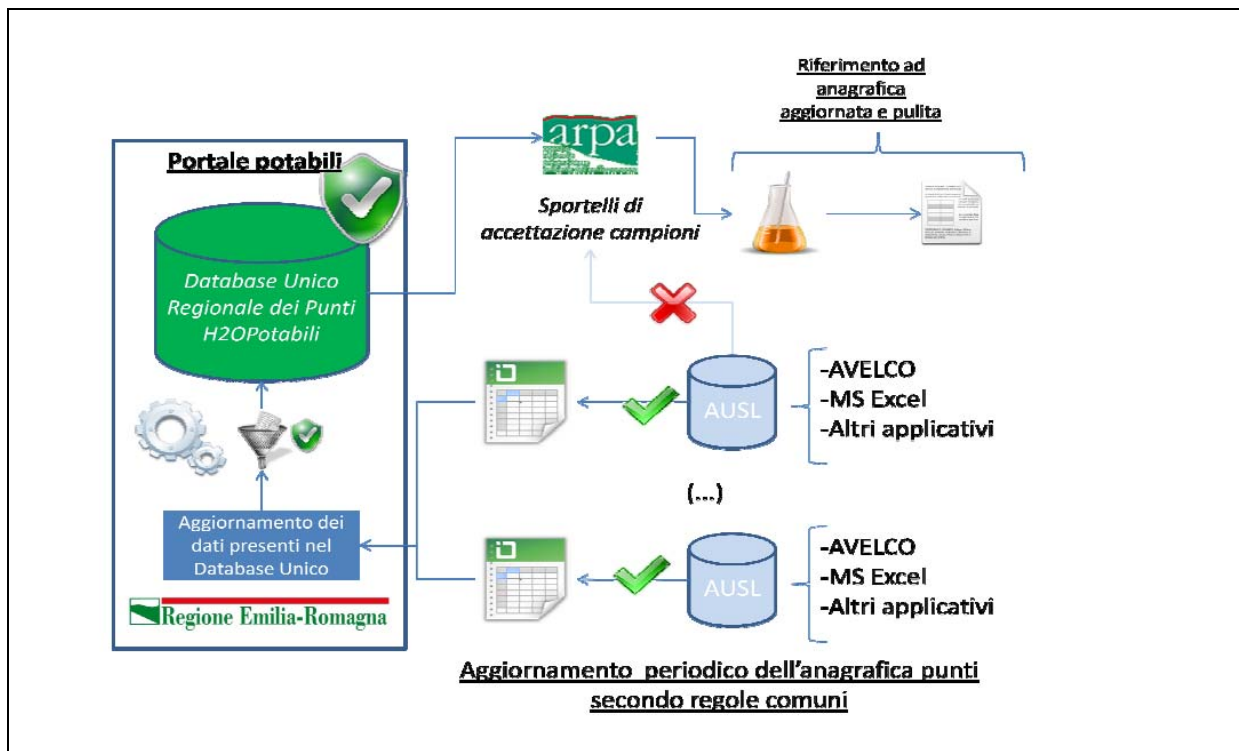 Riferimento ad
anagrafica
aggiornata e pulita
Portale potabili
arpa
Sportelli di
accettazione campioni
Database Unico
Regionale dei Punti
H2OPotabili
AUSL
-AVELCO
-MS Excel
-Altri applicativi
(...)
Aggiornamento dei
dati presenti nel
Database Unico
AUSL
-AVELCO
-MS Excel
-Altri applicativi
Regione Emilia-Romagna
Aggiornamento periodico dell'anagrafica punti
secondo regole comuni